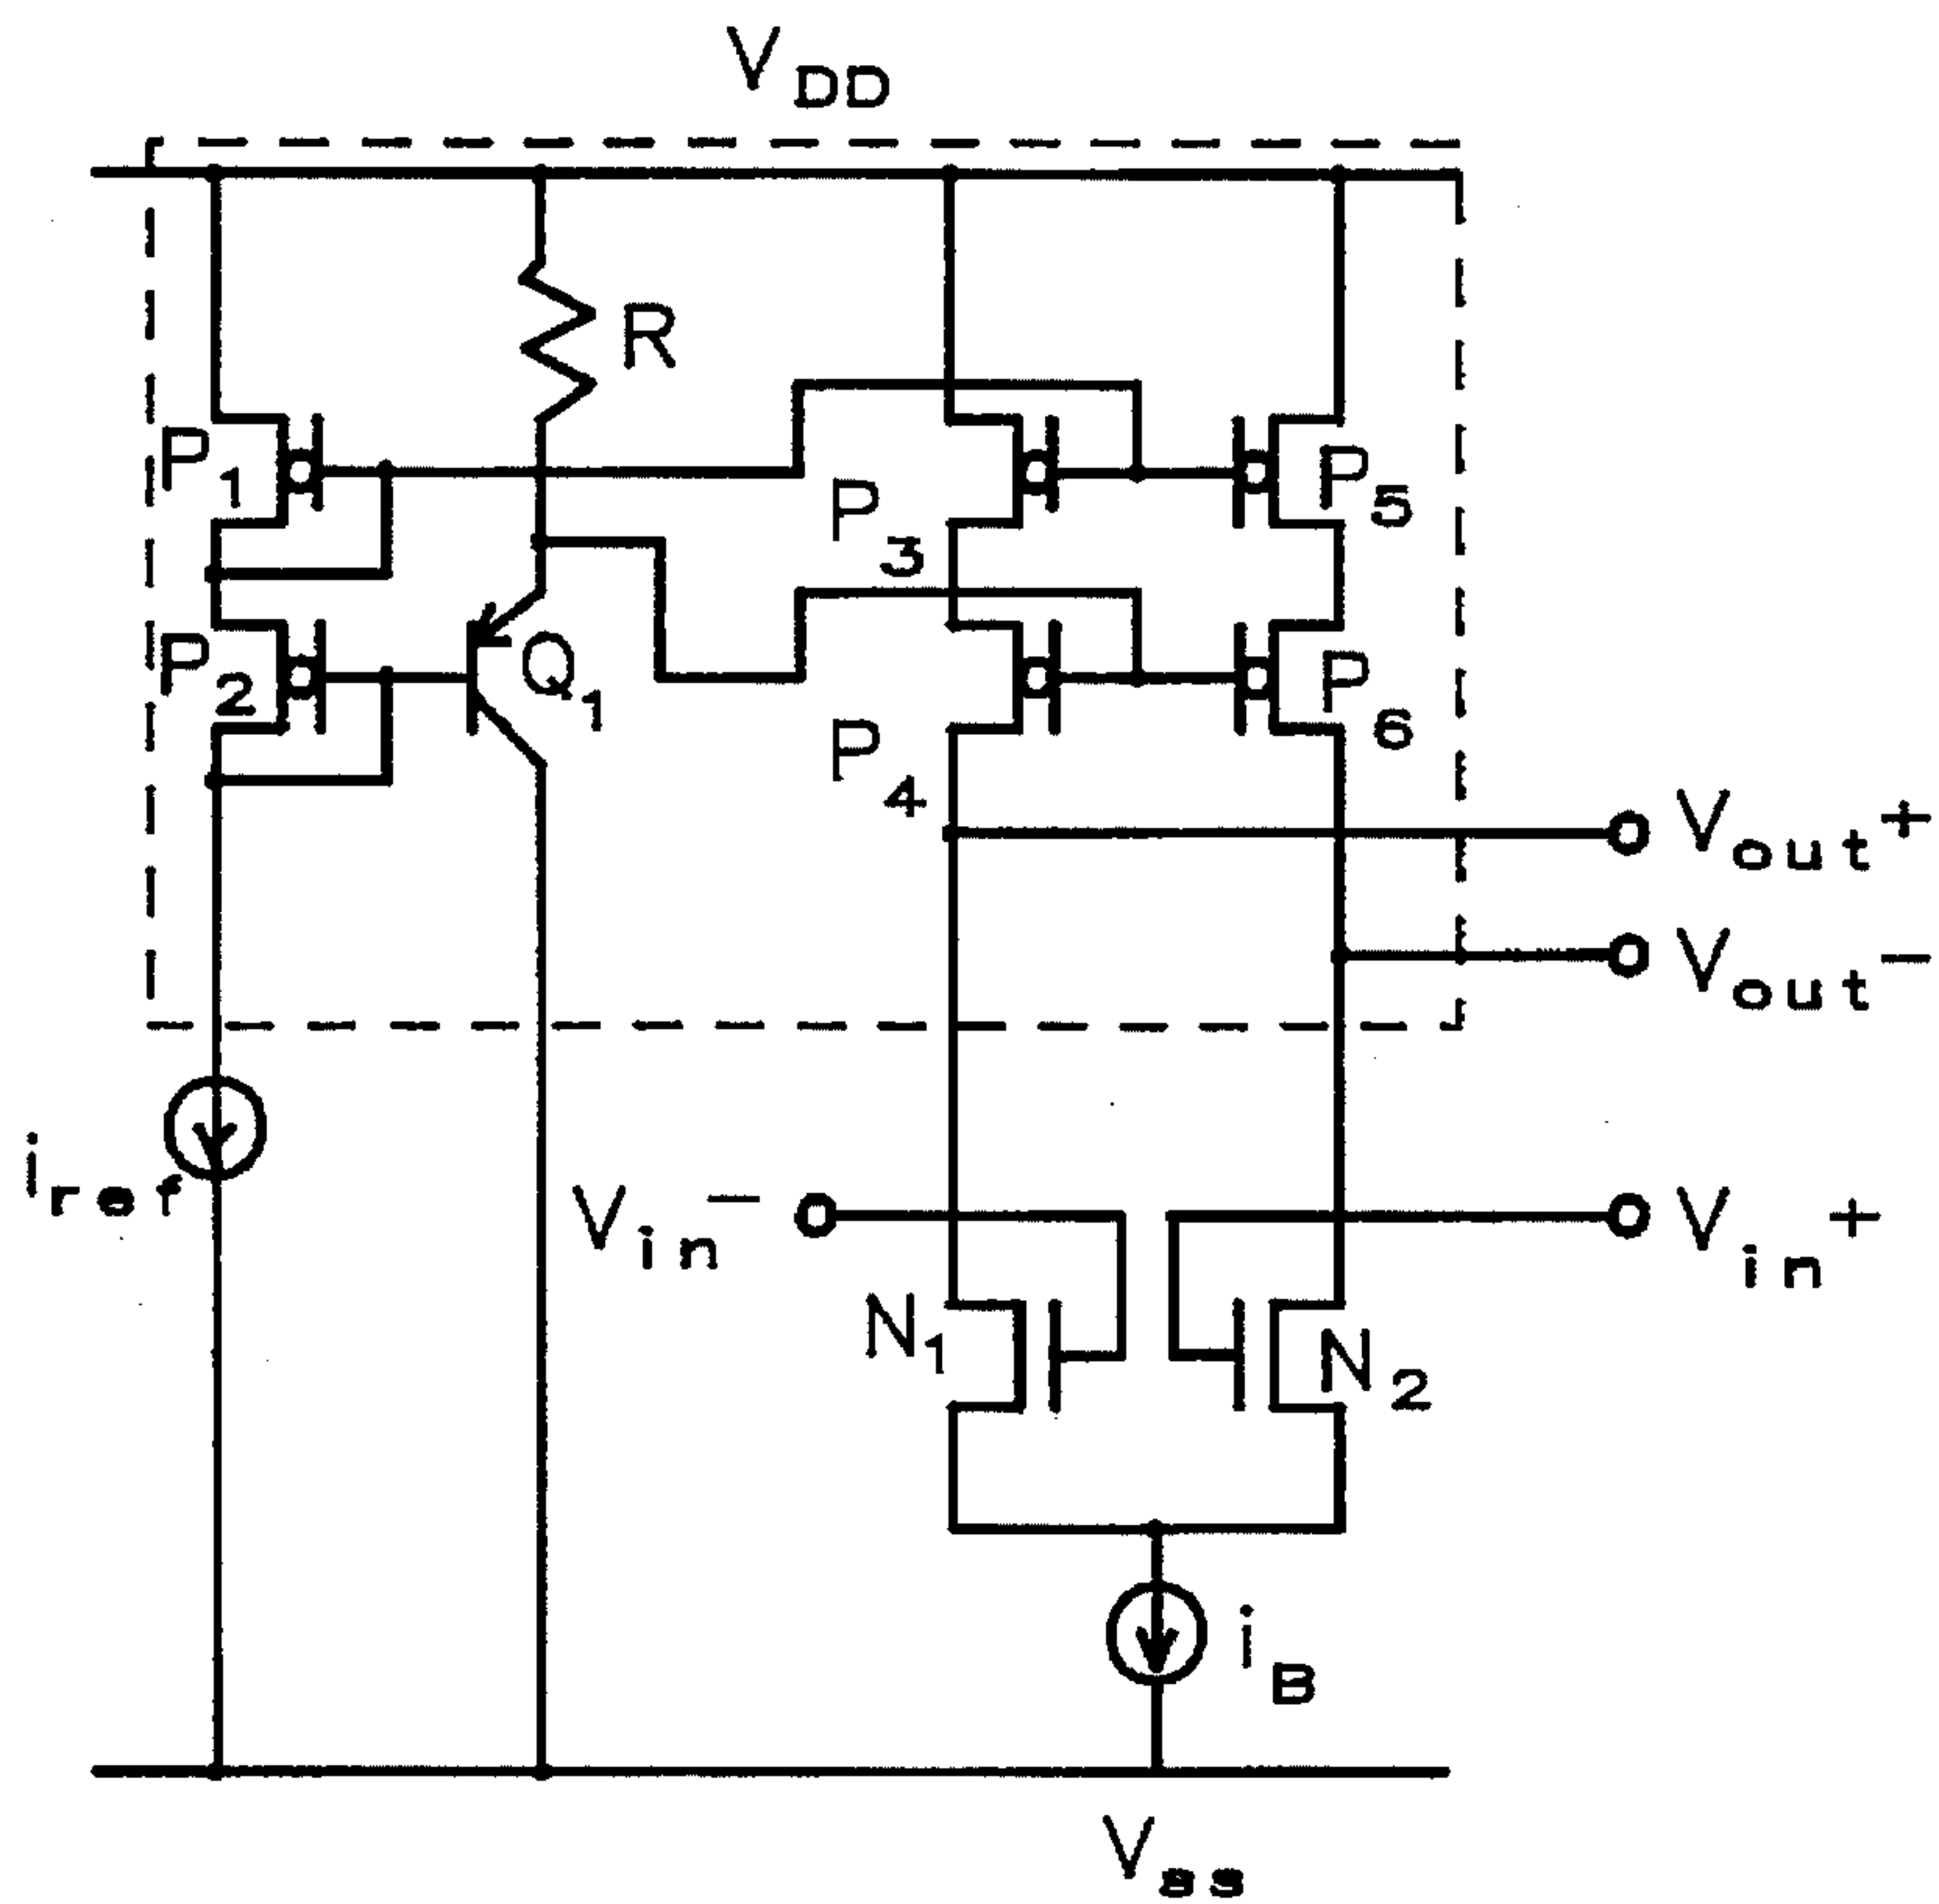 VDD
R
P1
P3
P5
P2
Q1
P6
P4
Vout+
Vout-
iref
Vin-
Vin+
N1
N2
iB
Vss